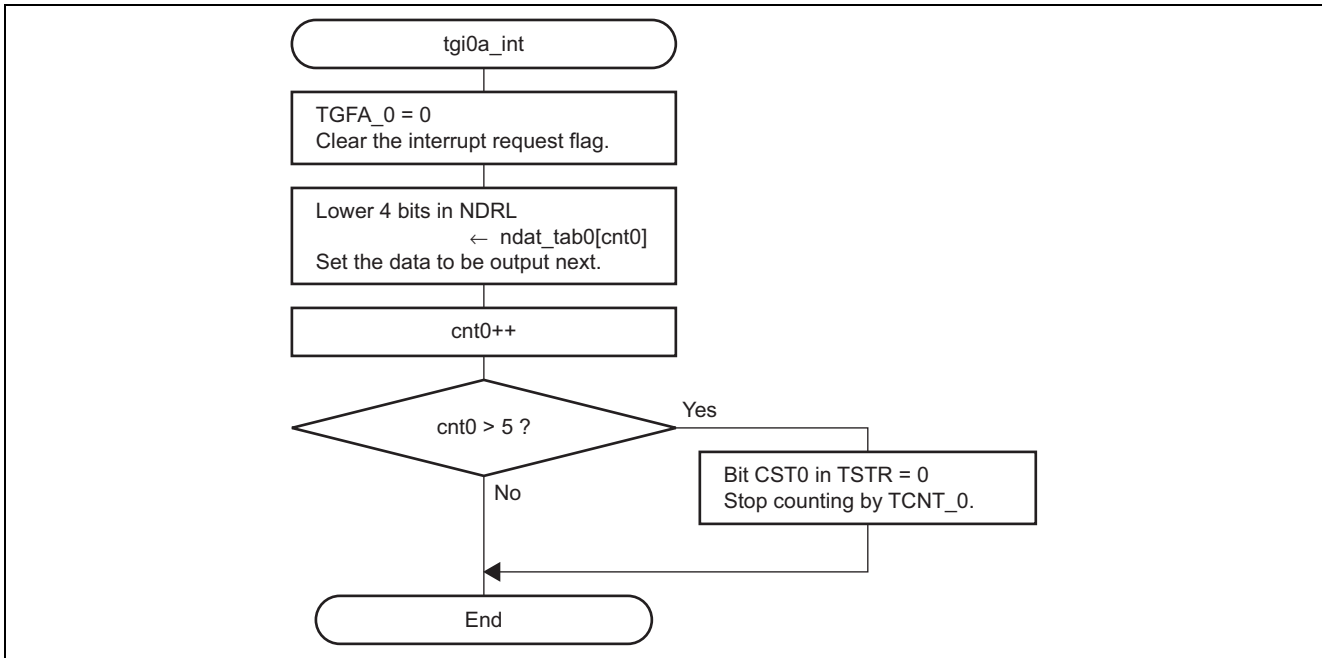 tgi0a_int
TGFA_0 = 0
Clear the interrupt request flag.
Lower 4 bits in NDRL
← ndat_tab0[cnt0]
Set the data to be output next.
cnt0++
cnt0 > 5 ?
Yes
Bit CST0 in TSTR = 0
Stop counting by TCNT_0.
No
End